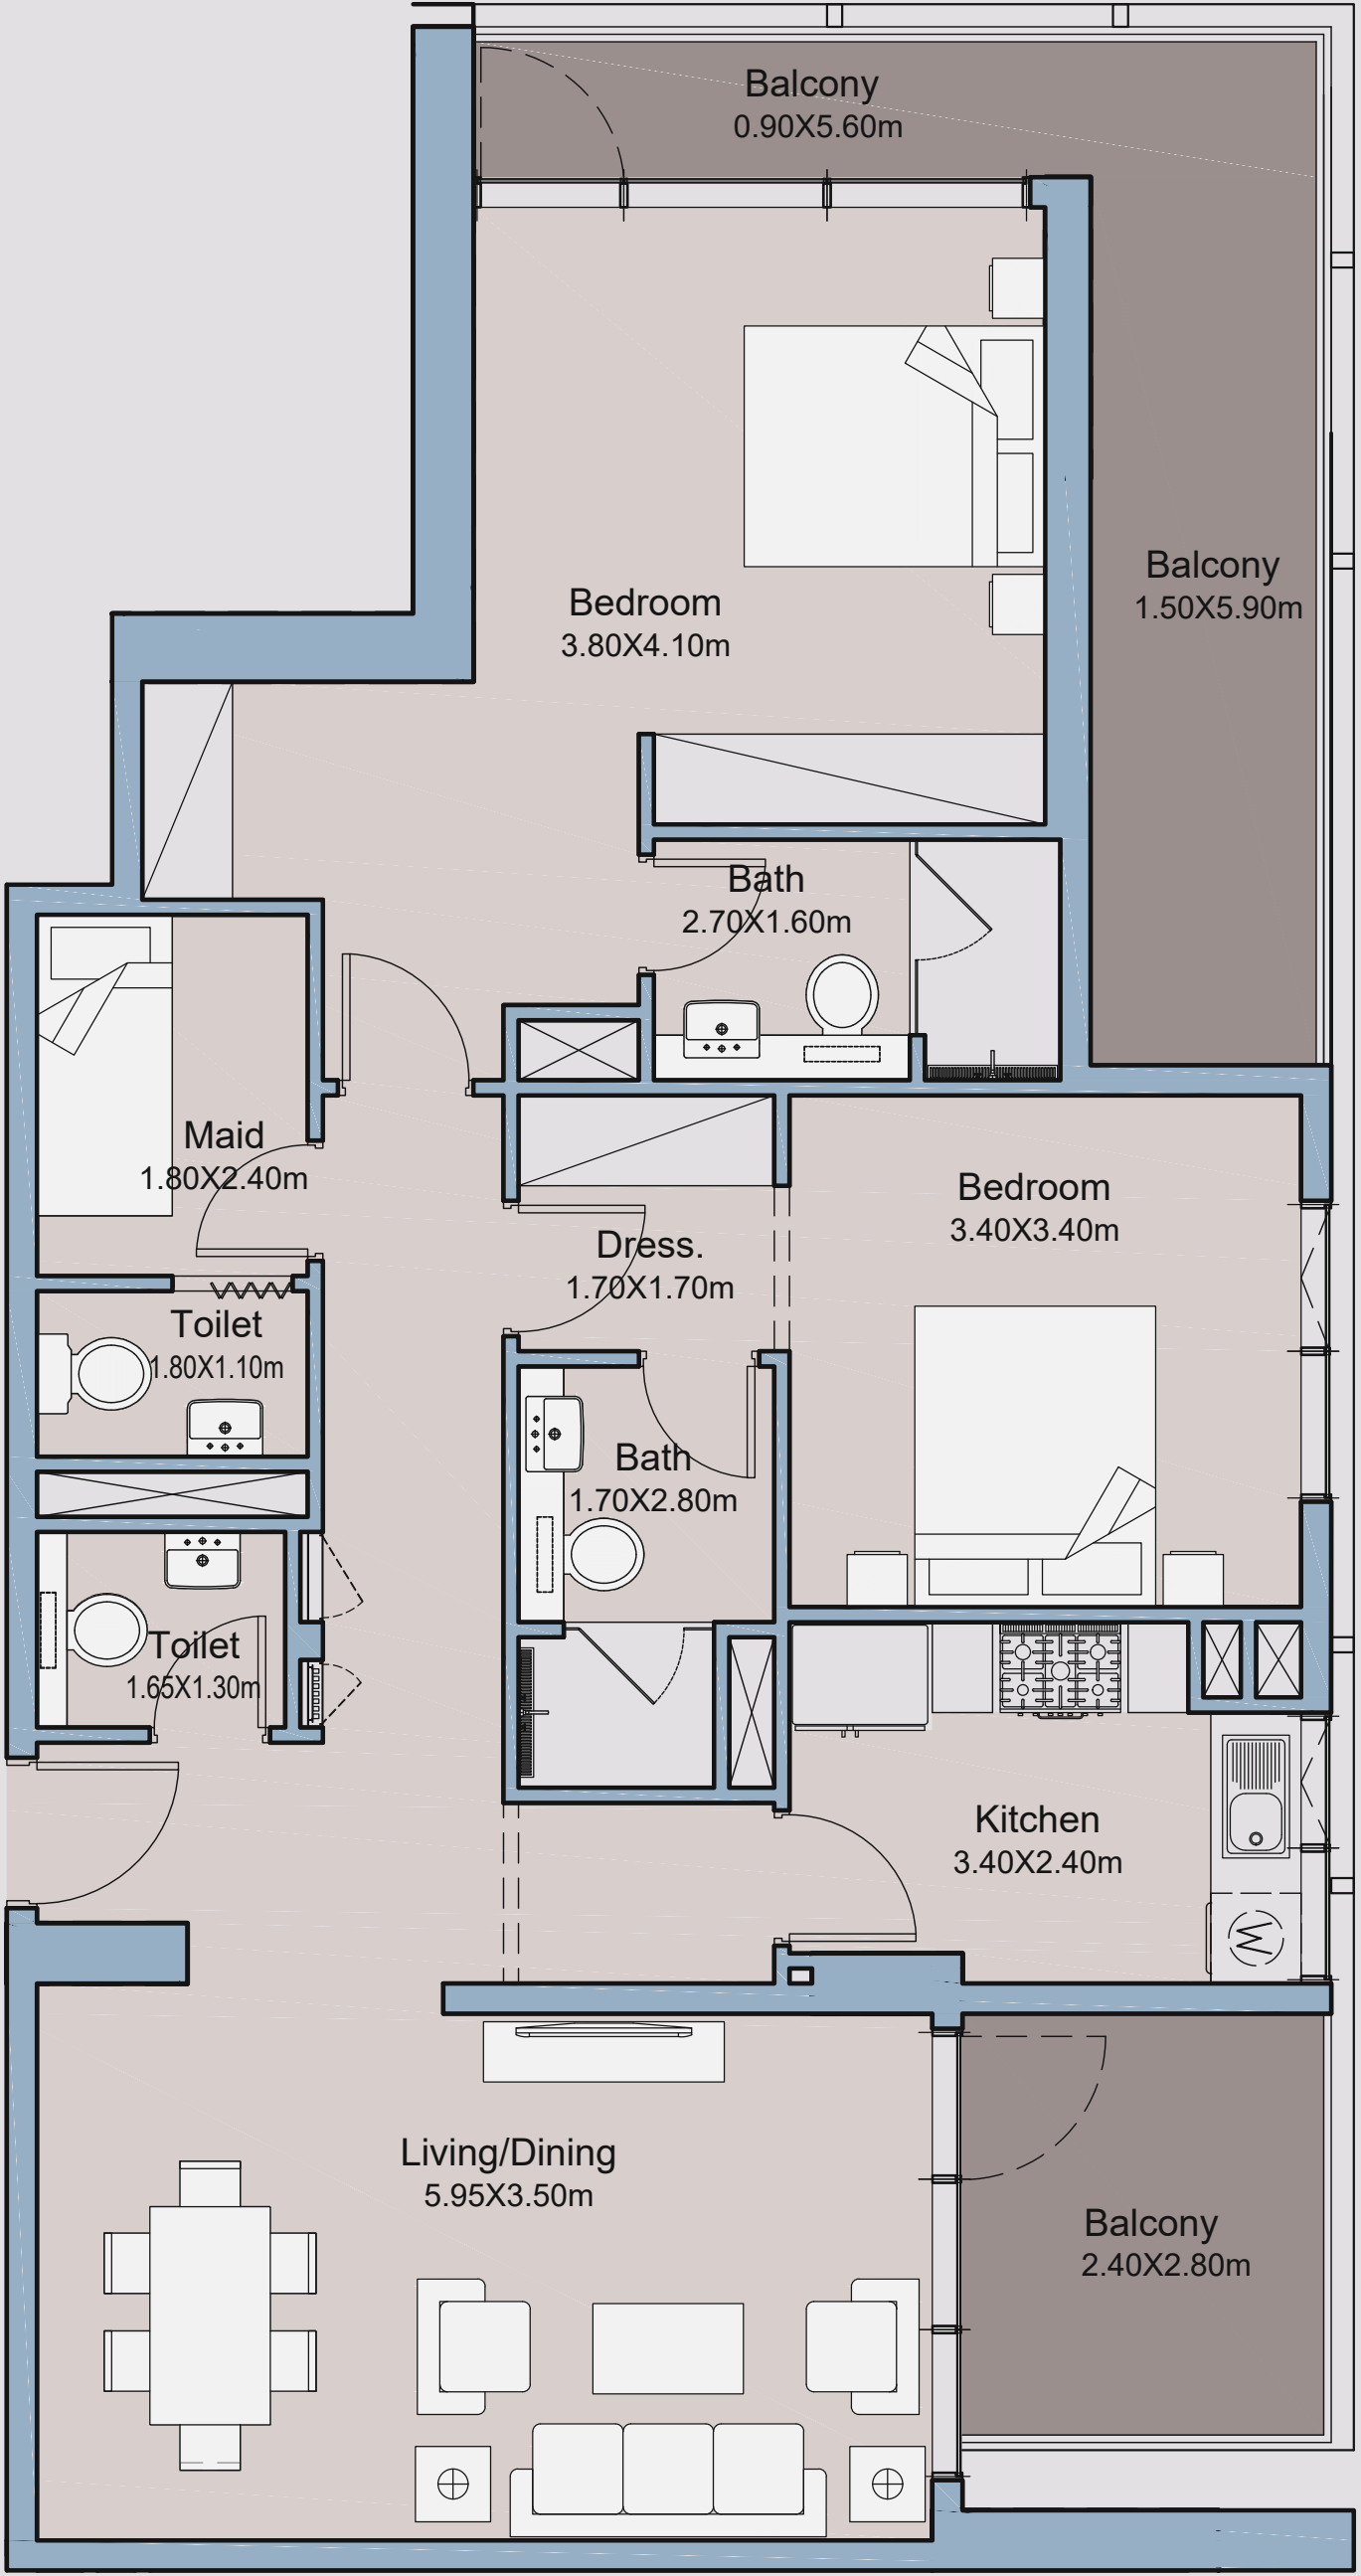 Balcony
0.90X5.60m
Balcony
1.50X5.90m
Bedroom
3.80X4.10m
Bath
2.70X1.60m
Maid
1.80X2.40m
Bedroom
3.40X3.40m
Dress.
1.70X1.70m
Toilet
1.80X1.10m
Bath
1.70X2.80m
Toilet
1.65X1.30m
Kitchen
3.40X2.40m
W
Living/Dining
5.95X3.50m
Balcony
2.40X2.80m